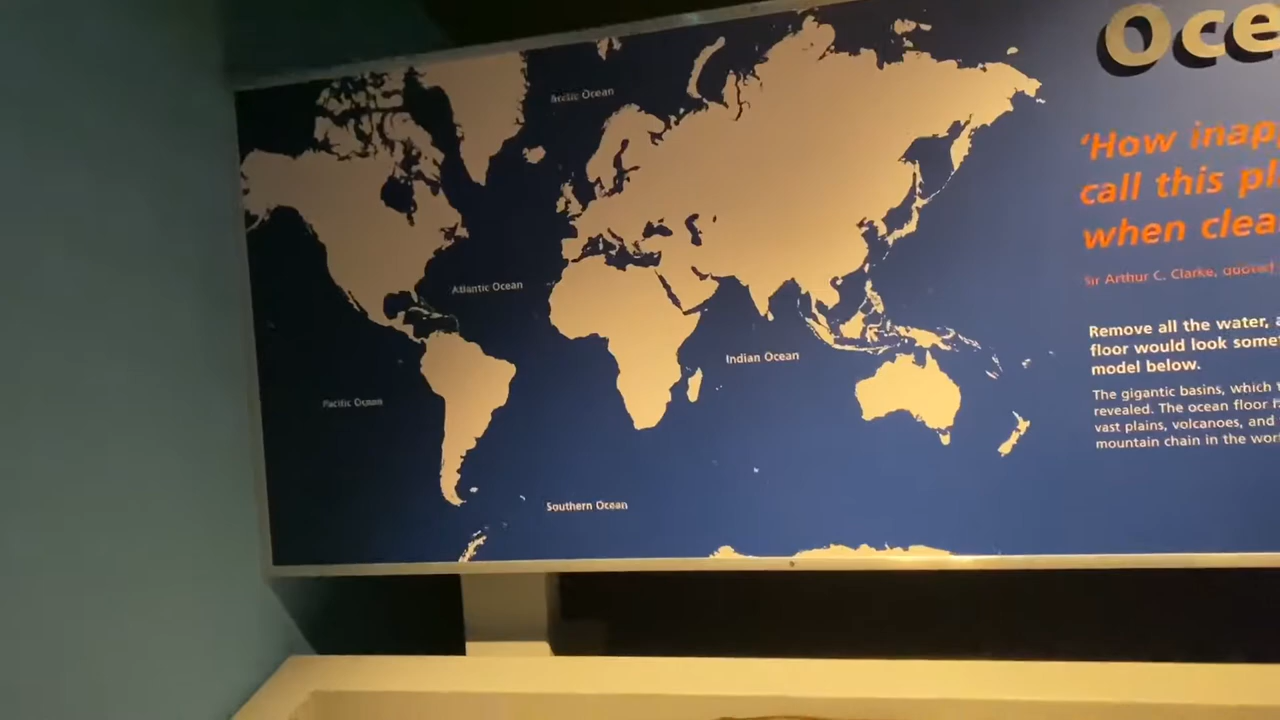 Oce
'How inap
call this pl
when clea
Sir Arthur C. Clarke, quoted
Remove all the water, a
floor would look some
model below.
The gigantic basins, which
revealed. The ocean floor
vast plains, volcanoes, and
mountain chain in the wor
Arctic Ocean
Atlantic Ocean
Indian Ocean
Pacific Ocean
Southern Ocean